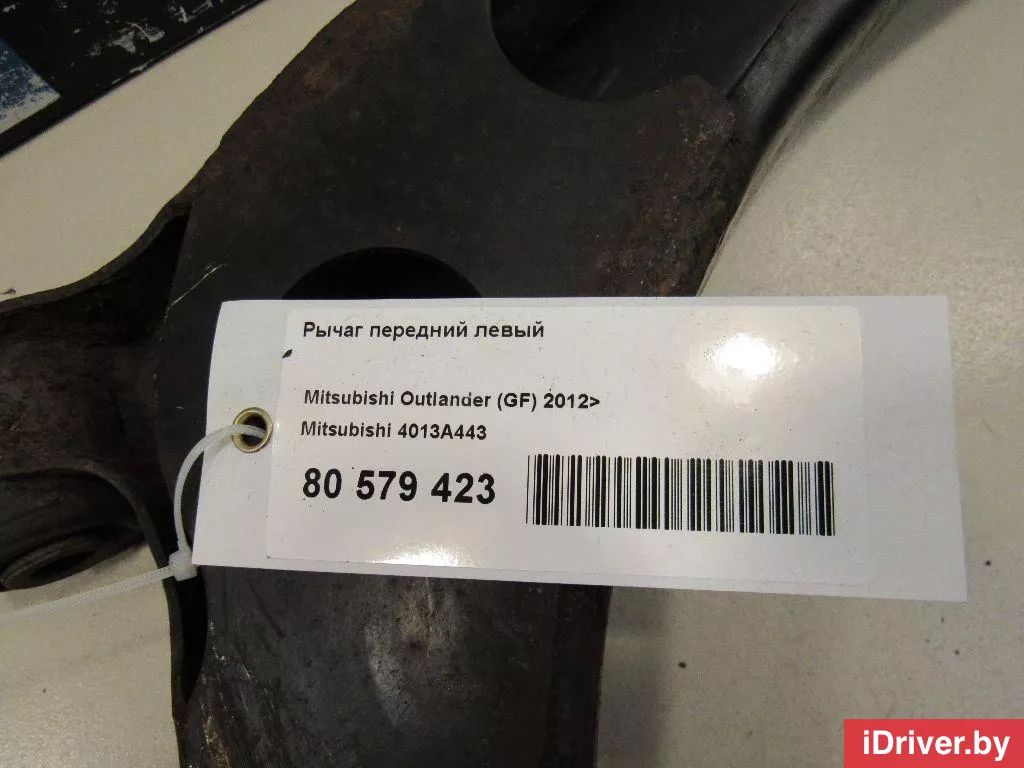 Рычаг передний левый
Mitsubishi Outlander (GF) 2012>
Mitsubishi 4013A443
80 579 423
iDriver.by